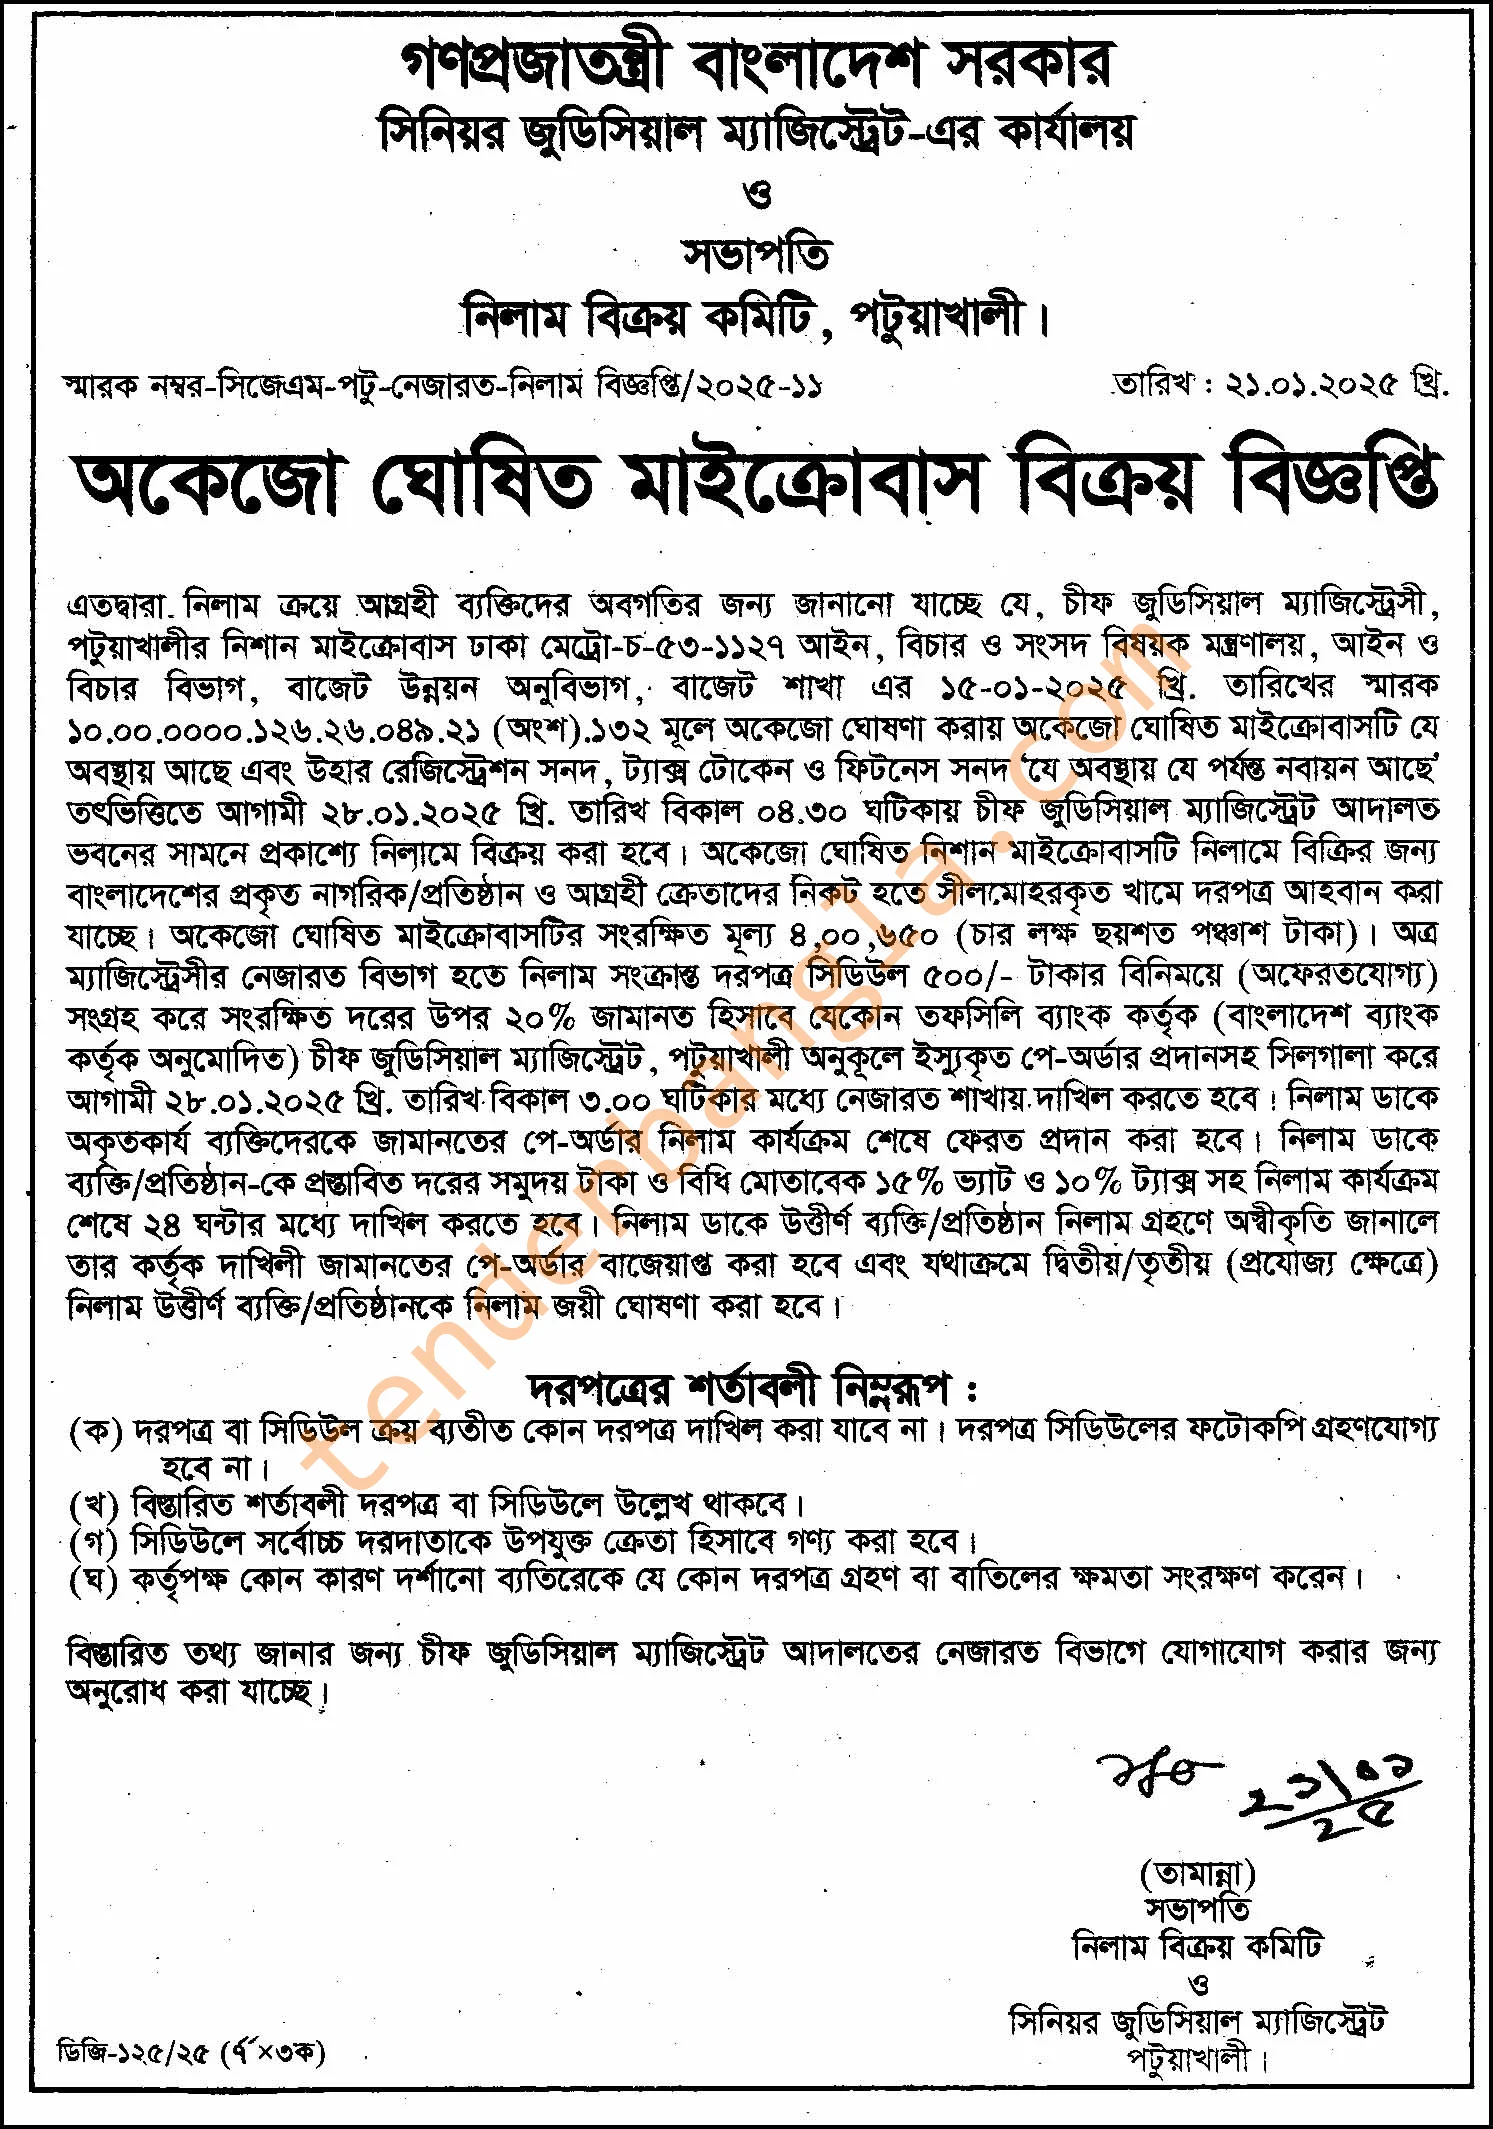 গণপ্রজাতন্ত্রী বাংলাদেশ সরকার
সিনিয়র জুডিসিয়াল ম্যাজিস্ট্রেট-এর কার্যালয়
ও
সভাপতি
নিলাম বিক্রয় কমিটি, পটুয়াখালী।
স্মারক নম্বর-সিজেএম-পটু-নেজারত-নিলাম বিজ্ঞপ্তি/২০২৫-১১ তারিখ : ২১.০১.২০২৫ খ্রি.
অকেজো ঘোষিত মাইক্রোবাস বিক্রয় বিজ্ঞপ্তি
এতদ্বারা নিলাম ক্রয়ে আগ্রহী ব্যক্তিদের অবগতির জন্য জানানো যাচ্ছে যে, চীফ জুডিসিয়াল ম্যাজিস্ট্রেসী,
পটুয়াখালীর নিশান মাইক্রোবাস ঢাকা মেট্রো-চ-৫৩-১১২৭ আইন, বিচার ও সংসদ বিষয়ক মন্ত্রণালয়, আইন ও
বিচার বিভাগ, বাজেট উন্নয়ন অনুবিভাগ, বাজেট শাখা এর ১৫-০১-২০২৫ খ্রি. তারিখের স্মারক
১০.০০.০০০০.১২৬.২৬.০৪৯.২১ (অংশ).১৩২ মূলে অকেজো ঘোষণা করায় অকেজো ঘোষিত মাইক্রোবাসটি যে
অবস্থায় আছে এবং উহার রেজিস্ট্রেশন সনদ, ট্যাক্স টোকেন ও ফিটনেস সনদ ‘যে অবস্থায় যে পর্যন্ত নবায়ন আছে’
তৎভিত্তিতে আগামী ২৮.০১.২০২৫ খ্রি. তারিখ বিকাল ০৪.৩০ ঘটিকায় চীফ জুডিসিয়াল ম্যাজিস্ট্রেট আদালত
ভবনের সামনে প্রকাশ্যে নিলামে বিক্রয় করা হবে। অকেজো ঘোষিত নিশান মাইক্রোবাসটি নিলামে বিক্রির জন্য
বাংলাদেশের প্রকৃত নাগরিক/প্রতিষ্ঠান ও আগ্রহী ক্রেতাদের নিকট হতে সীলমোহরকৃত খামে দরপত্র আহবান করা
যাচ্ছে। অকেজো ঘোষিত মাইক্রোবাসটির সংরক্ষিত মূল্য ৪,০০,৬৫০ (চার লক্ষ ছয়শত পঞ্চাশ টাকা)। অত্র
ম্যাজিস্ট্রেসীর নেজারত বিভাগ হতে নিলাম সংক্রান্ত দরপত্র সিডিউল ৫০০/- টাকার বিনিময়ে (অফেরতযোগ্য)
সংগ্রহ করে সংরক্ষিত দরের উপর ২০% জামানত হিসাবে যেকোন তফসিলি ব্যাংক কর্তৃক (বাংলাদেশ ব্যাংক
কর্তৃক অনুমোদিত) চীফ জুডিসিয়াল ম্যাজিস্ট্রেট, পটুয়াখালী অনুকূলে ইস্যুকৃত পে-অর্ডার প্রদানসহ সিলগালা করে
আগামী ২৮.০১.২০২৫ খ্রি. তারিখ বিকাল ৩.০০ ঘটিকার মধ্যে নেজারত শাখায় দাখিল করতে হবে। নিলাম ডাকে
অকৃতকার্য ব্যক্তিদেরকে জামানতের পে-অর্ডার নিলাম কার্যক্রম শেষে ফেরত প্রদান করা হবে। নিলাম ডাকে
ব্যক্তি/প্রতিষ্ঠান-কে প্রস্তাবিত দরের সমুদয় টাকা ও বিধি মোতাবেক ১৫% ভ্যাট ও ১০% ট্যাক্স সহ নিলাম কার্যক্রম
শেষে ২৪ ঘন্টার মধ্যে দাখিল করতে হবে। নিলাম ডাকে উত্তীর্ণ ব্যক্তি/প্রতিষ্ঠান নিলাম গ্রহণে অস্বীকৃতি জানালে
তার কর্তৃক দাখিলী জামানতের পে-অর্ডার বাজেয়াপ্ত করা হবে এবং যথাক্রমে দ্বিতীয়/তৃতীয় (প্রযোজ্য ক্ষেত্রে)
নিলাম উত্তীর্ণ ব্যক্তি/প্রতিষ্ঠানকে নিলাম জয়ী ঘোষণা করা হবে।
দরপত্রের শর্তাবলী নিম্নরূপ :
(ক) দরপত্র বা সিডিউল ক্রয় ব্যতীত কোন দরপত্র দাখিল করা যাবে না। দরপত্র সিডিউলের ফটোকপি গ্রহণযোগ্য
হবে না।
(খ) বিস্তারিত শর্তাবলী দরপত্র বা সিডিউলে উল্লেখ থাকবে।
(গ) সিডিউলে সর্বোচ্চ দরদাতাকে উপযুক্ত ক্রেতা হিসাবে গণ্য করা হবে।
(ঘ) কর্তৃপক্ষ কোন কারণ দর্শানো ব্যতিরেকে যে কোন দরপত্র গ্রহণ বা বাতিলের ক্ষমতা সংরক্ষণ করেন।
বিস্তারিত তথ্য জানার জন্য চীফ জুডিসিয়াল ম্যাজিস্ট্রেট আদালতের নেজারত বিভাগে যোগাযোগ করার জন্য
অনুরোধ করা যাচ্ছে।
২১/০১
২৫
(তামান্না)
সভাপতি
নিলাম বিক্রয় কমিটি
ও
সিনিয়র জুডিসিয়াল ম্যাজিস্ট্রেট
পটুয়াখালী।
ডিজি-১২৫/২৫ (৭″×৩ক)
tenderbangla.com